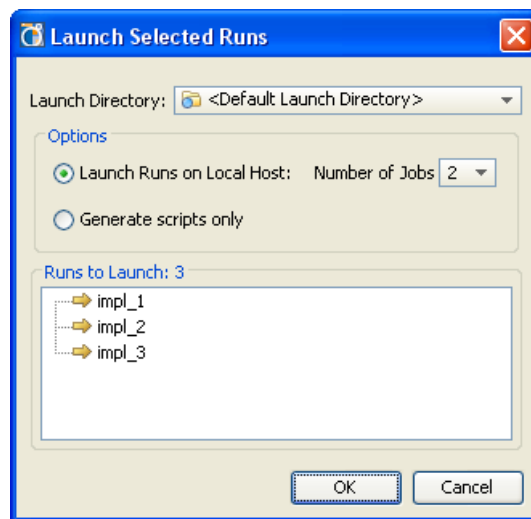 Launch Selected Runs
Launch Directory: <Default Launch Directory>
Options
Launch Runs on Local Host: Number of Jobs 2
Generate scripts only
Runs to Launch: 3
impl_1
impl_2
impl_3
OK Cancel